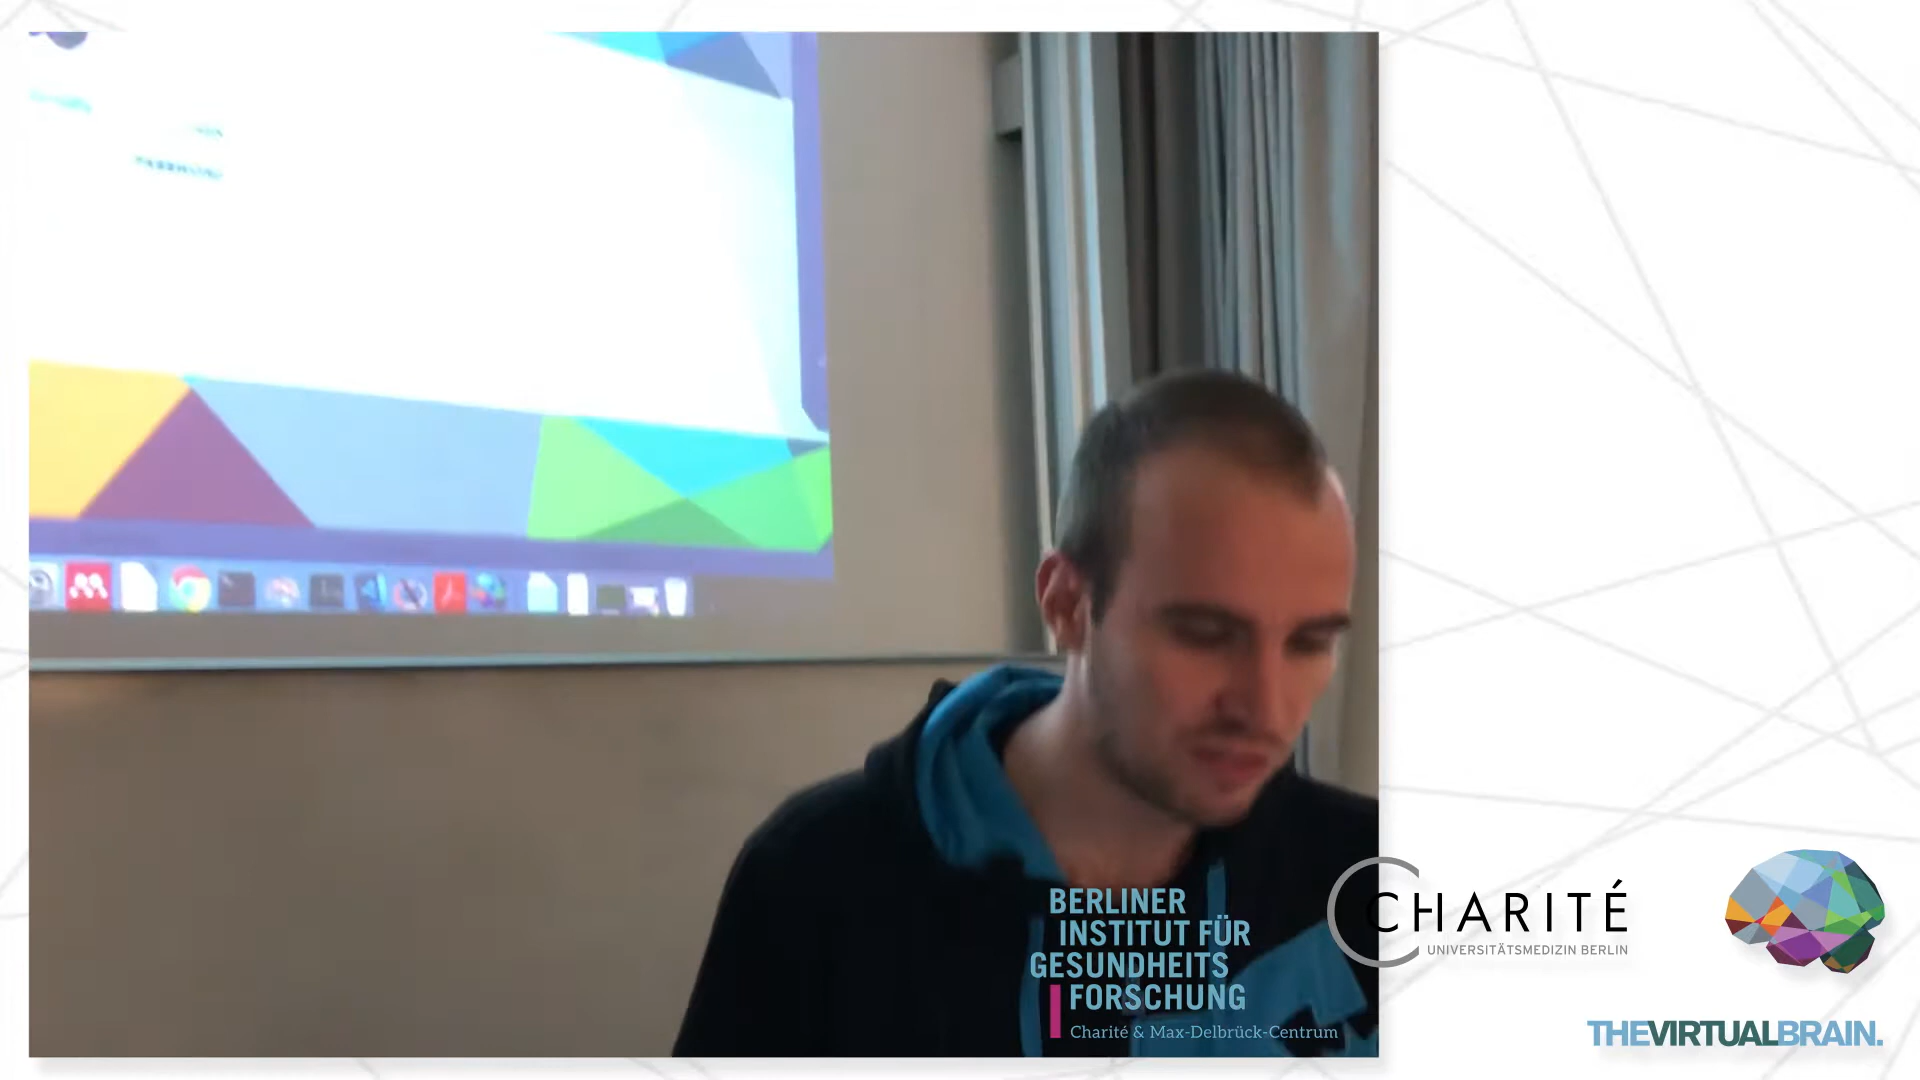 BERLINER
INSTITUT FÜR
GESUNDHEITS
FORSCHUNG
Charité & Max-Delbrück-Centrum
CHARITÉ
UNIVERSITÄTSMEDIZIN BERLIN
THEVIRTUALBRAIN.